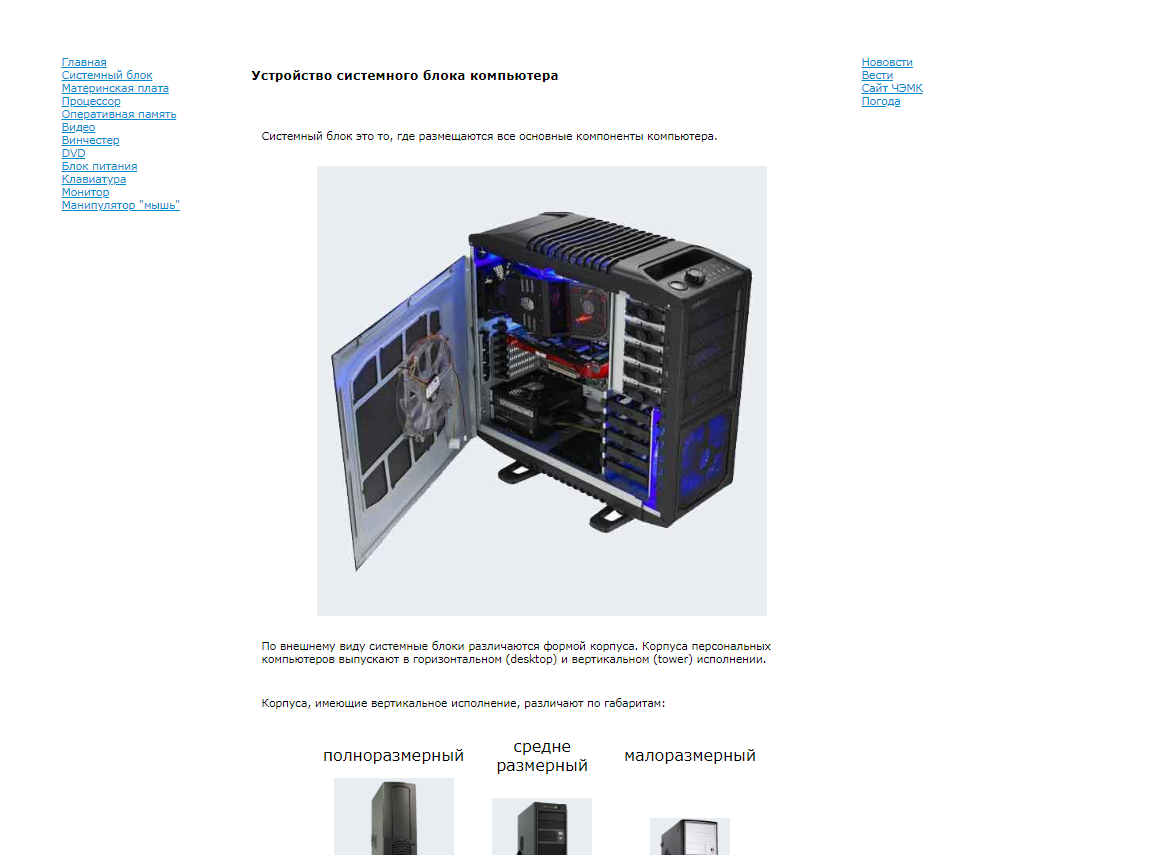 Главная
Системный блок
Материнская плата
Процессор
Оперативная память
Видео
Винчестер
DVD
Блок питания
Клавиатура
Монитор
Манипулятор "мышь"
Устройство системного блока компьютера
Системный блок это то, где размещаются все основные компоненты компьютера.
По внешнему виду системные блоки различаются формой корпуса. Корпуса персональных
компьютеров выпускают в горизонтальном (desktop) и вертикальном (tower) исполнении.
Корпуса, имеющие вертикальное исполнение, различают по габаритам:
полноразмерный
средне
размерный
малоразмерный
Нововсти
Вести
Сайт ЧЭМК
Погода